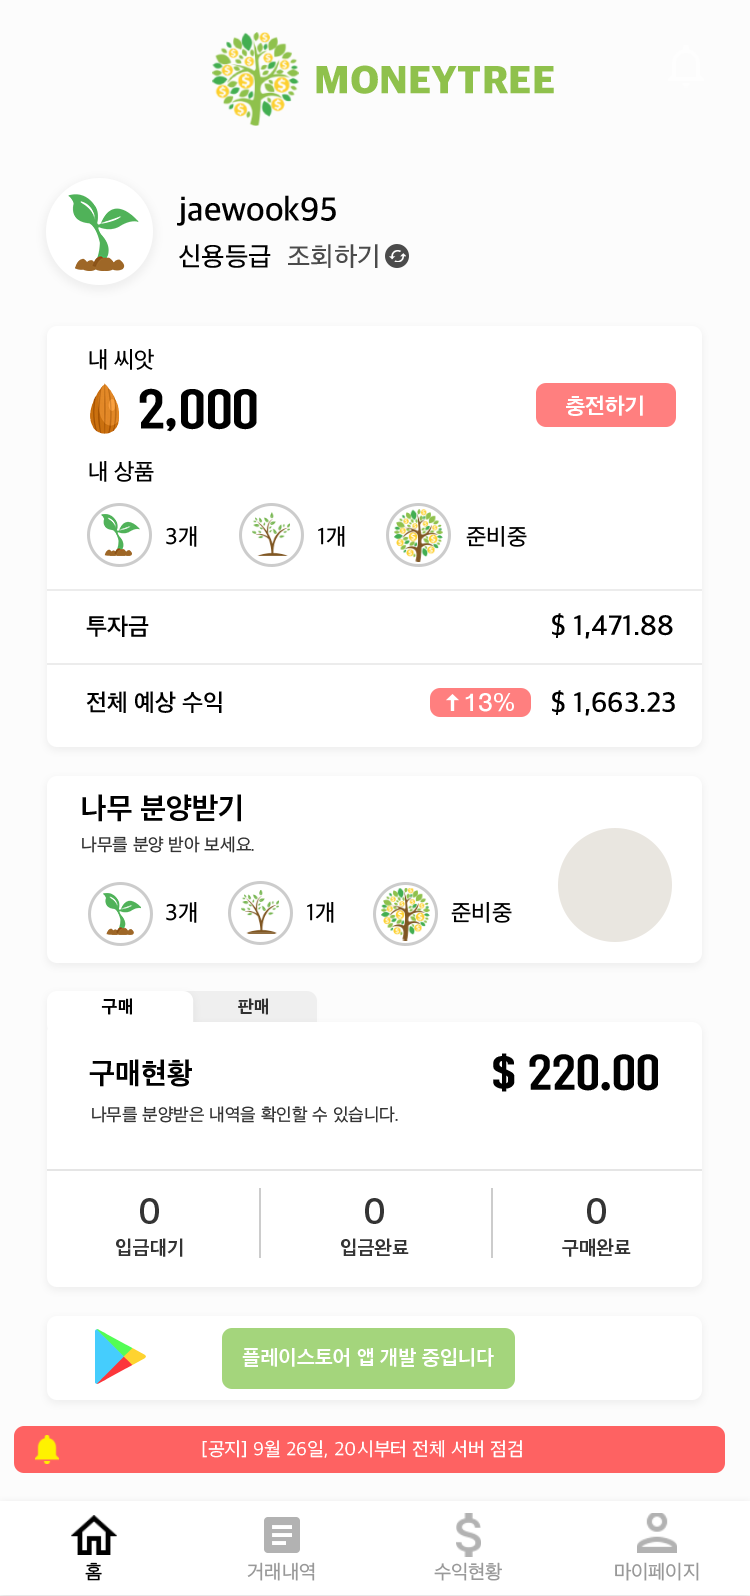 MONEYTREE
jaewook95
신용등급 조회하기
내 씨앗
2,000
충전하기
내 상품
3개 1개 준비중
투자금 $ 1,471.88
전체 예상 수익 ↑13% $ 1,663.23
나무 분양받기
나무를 분양 받아 보세요.
3개 1개 준비중
구매 판매
구매현황 $ 220.00
나무를 분양받은 내역을 확인할 수 있습니다.
0 0 0
입금대기 입금완료 구매완료
플레이스토어 앱 개발 중입니다
[공지] 9월 26일, 20시부터 전체 서버 점검
홈 거래내역 수익현황 마이페이지